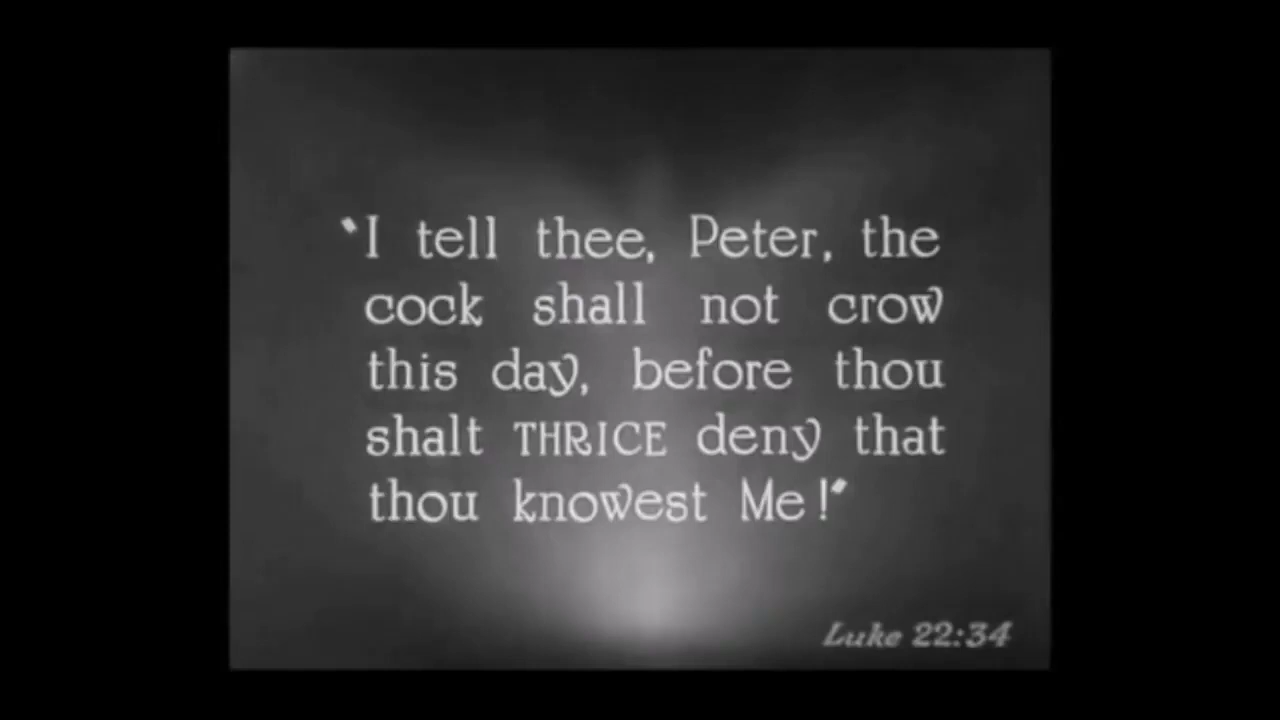 "I tell thee, Peter, the
cock shall not crow
this day, before thou
shalt THRICE deny that
thou knowest Me!"
Luke 22:34